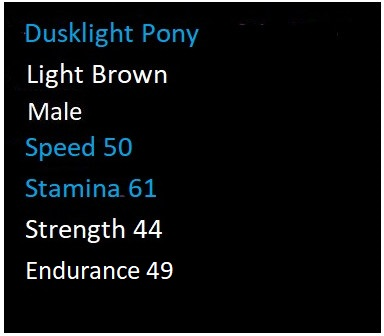 Dusklight Pony
Light Brown
Male
Speed 50
Stamina 61
Strength 44
Endurance 49